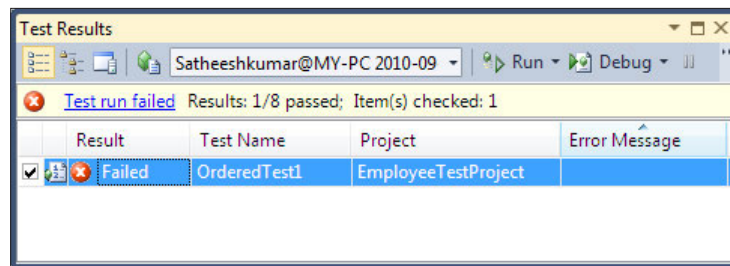 Test Results
Satheeshkumar@MY-PC 2010-09 Run Debug
Test run failed Results: 1/8 passed; Item(s) checked: 1
Result Test Name Project Error Message
Failed OrderedTest1 EmployeeTestProject